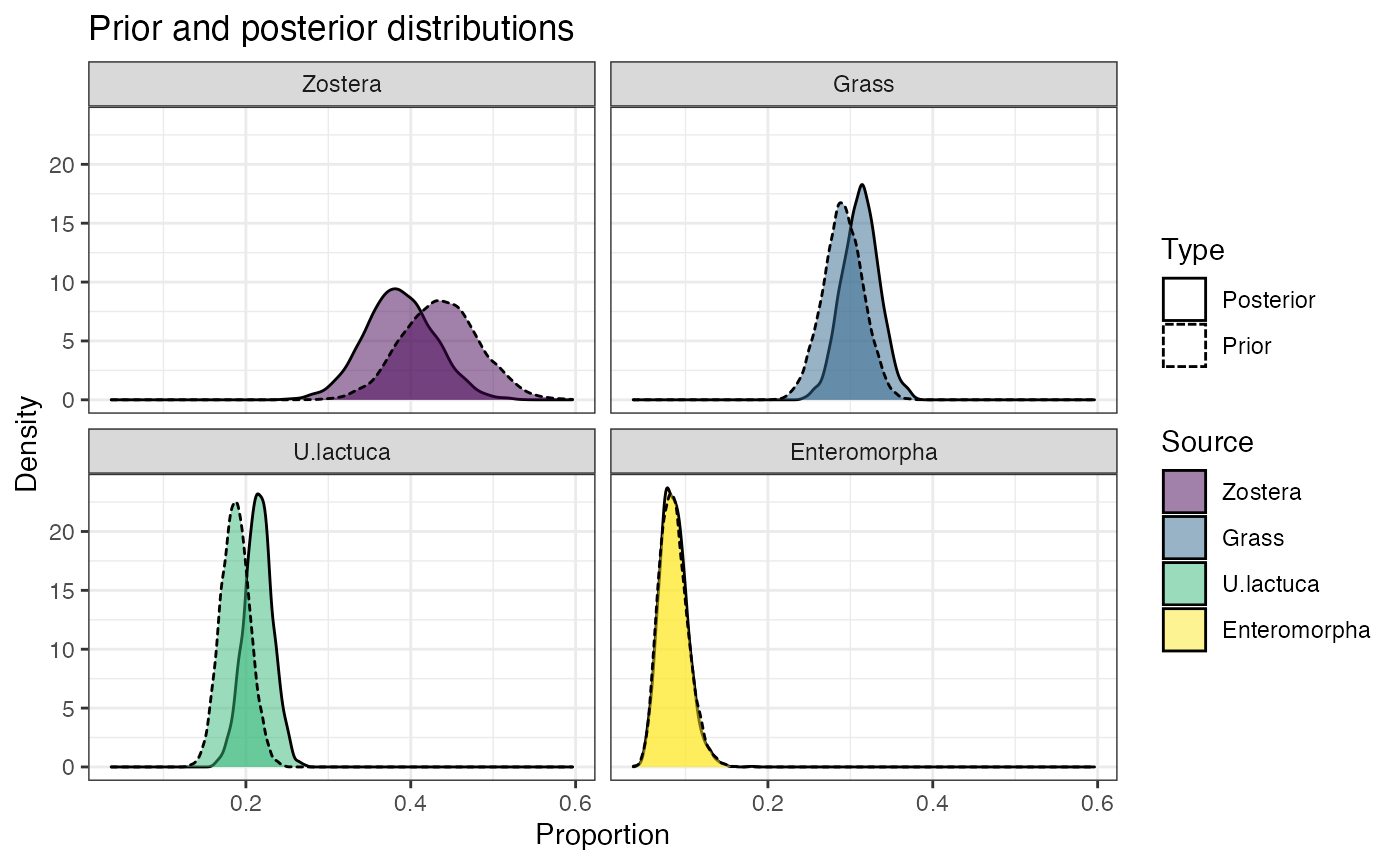 Prior and posterior distributions
Zostera
Grass
20
15
10
5
0
U.lactuca
Enteromorpha
20
15
10
5
0
0.2
0.4
0.6
0.2
0.4
0.6
Proportion
Density
Type
Posterior
Prior
Source
Zostera
Grass
U.lactuca
Enteromorpha